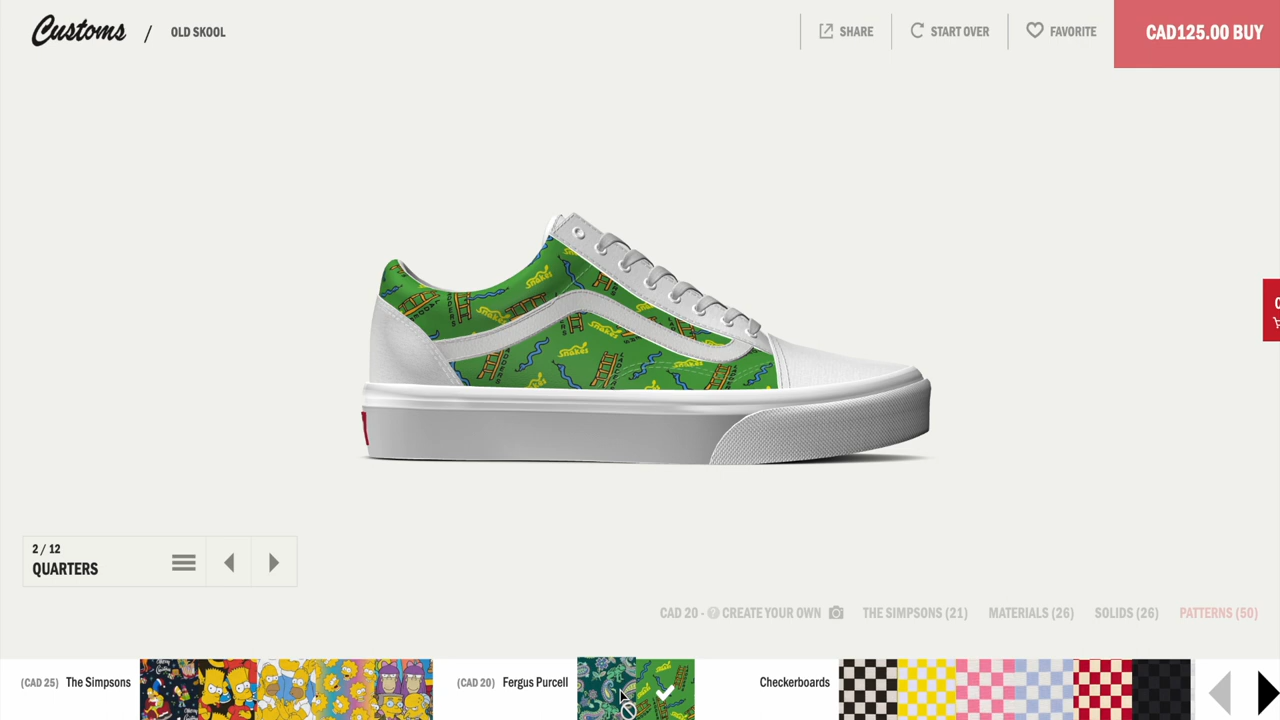 Customs / OLD SKOOL
SHARE
START OVER
FAVORITE
CAD125.00 BUY
2 / 12
QUARTERS
CAD 20 - CREATE YOUR OWN
THE SIMPSONS (21)
MATERIALS (26)
SOLIDS (26)
PATTERNS (50)
(CAD 25) The Simpsons
(CAD 20) Fergus Purcell
Checkerboards